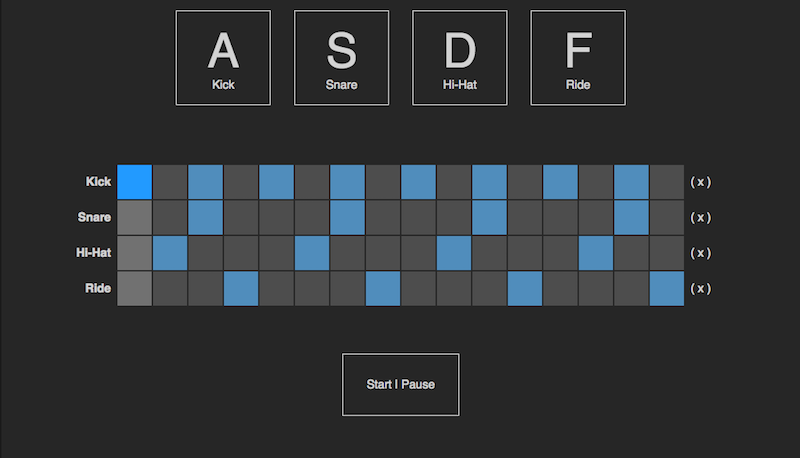 A S D F
Kick Snare Hi-Hat Ride
Kick ( x )
Snare ( x )
Hi-Hat ( x )
Ride ( x )
Start | Pause